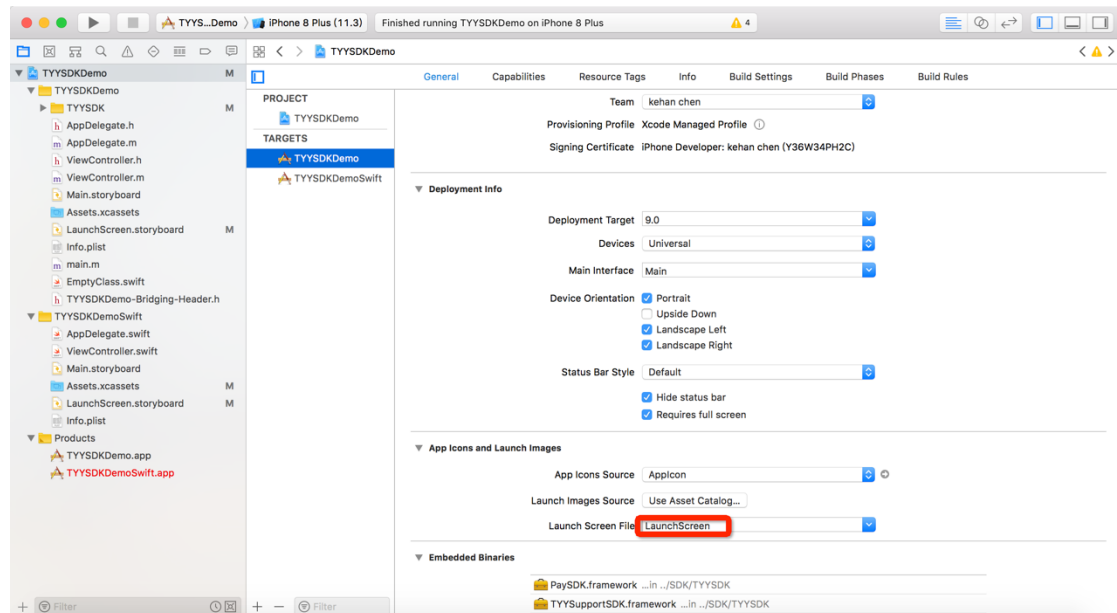 TYYS...Demo
iPhone 8 Plus (11.3)
Finished running TYYSDKDemo on iPhone 8 Plus
4
TYYSDKDemo
TYYSDKDemo M
TYYSDKDemo
TYYSDK M
AppDelegate.h
AppDelegate.m
ViewController.h
ViewController.m
Main.storyboard
Assets.xcassets
LaunchScreen.storyboard M
Info.plist
main.m
EmptyClass.swift
TYYSDKDemo-Bridging-Header.h
TYYSDKDemoSwift
AppDelegate.swift
ViewController.swift
Main.storyboard
Assets.xcassets M
LaunchScreen.storyboard M
Info.plist
Products
TYYSDKDemo.app
TYYSDKDemoSwift.app
Filter
PROJECT
TYYSDKDemo
TARGETS
TYYSDKDemo
TYYSDKDemoSwift
Filter
General Capabilities Resource Tags Info Build Settings Build Phases Build Rules
Team kehan chen
Provisioning Profile Xcode Managed Profile
Signing Certificate iPhone Developer: kehan chen (Y36W34PH2C)
Deployment Info
Deployment Target 9.0
Devices Universal
Main Interface Main
Device Orientation Portrait
Upside Down
Landscape Left
Landscape Right
Status Bar Style Default
Hide status bar
Requires full screen
App Icons and Launch Images
App Icons Source AppIcon
Launch Images Source Use Asset Catalog...
Launch Screen File LaunchScreen
Embedded Binaries
PaySDK.framework ...in ../SDK/TYYSDK
TYYSupportSDK.framework ...in ../SDK/TYYSDK